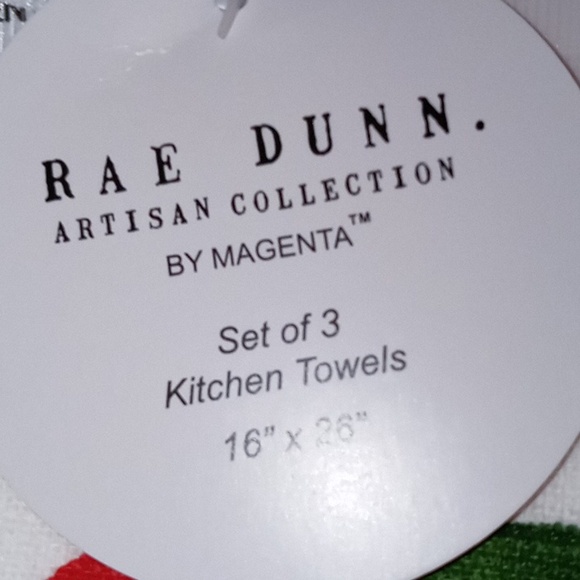 RAE DUNN.
ARTISAN COLLECTION
BY MAGENTA™
Set of 3
Kitchen Towels
16” x 26”